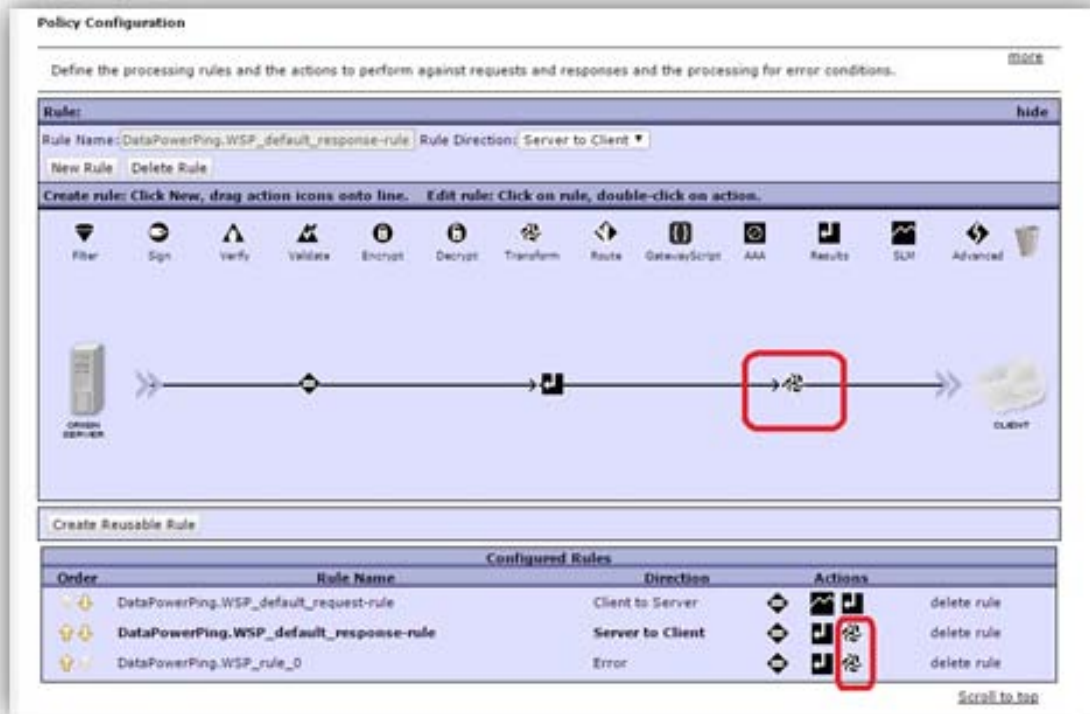 Policy Configuration
more
Define the processing rules and the actions to perform against requests and responses and the processing for error conditions.
Rule: hide
Rule Name: DataPowerPing.WSP_default_response-rule Rule Direction: Server to Client
New Rule Delete Rule
Create rule: Click New, drag action icons onto line. Edit rule: Click on rule, double-click on action.
Filter Sign Verify Validate Encrypt Decrypt Transform Route GatewayScript AAA Results SLM Advanced
ORIGIN
SERVER
CLIENT
Create Reusable Rule
Configured Rules
Order Rule Name Direction Actions
DataPowerPing.WSP_default_request-rule Client to Server delete rule
DataPowerPing.WSP_default_response-rule Server to Client delete rule
DataPowerPing.WSP_rule_0 Error delete rule
Scroll to top